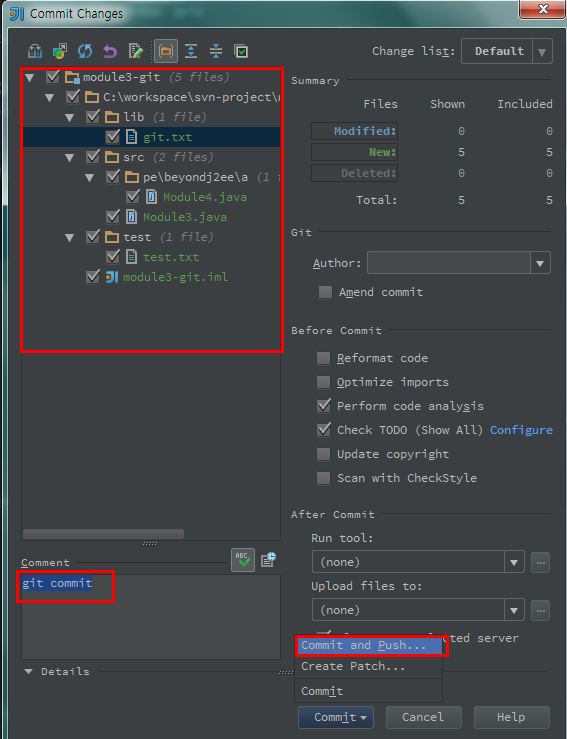 Commit Changes
Change list: Default
module3-git (5 files)
C:\workspace\svn-project\
lib (1 file)
git.txt
src (2 files)
pe\beyondj2ee\a (1
Module4.java
Module3.java
test (1 file)
test.txt
module3-git.iml
Summary
Files Shown Included
Modified: 0 0
New: 5 5
Deleted: 0 0
Total: 5 5
Git
Author:
Amend commit
Before Commit
Reformat code
Optimize imports
Perform code analysis
Check TODO (Show All) Configure
Update copyright
Scan with CheckStyle
After Commit
Run tool:
(none)
...
Upload files to:
(none)
...
server
Comment
ABC
git commit
Details
Commit and Push...
Create Patch...
Commit
Commit
Cancel
Help